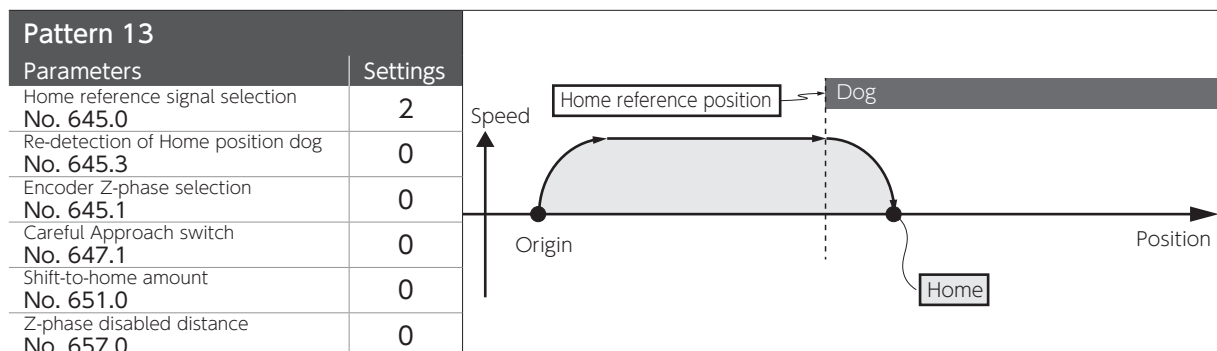 Pattern 13
Parameters Settings
Home reference signal selection
No. 645.0 2
Re-detection of Home position dog
No. 645.3 0
Encoder Z-phase selection
No. 645.1 0
Careful Approach switch
No. 647.1 0
Shift-to-home amount
No. 651.0 0
Z-phase disabled distance
No. 657.0 0
Speed
Home reference position
Dog
Origin
Position
Home